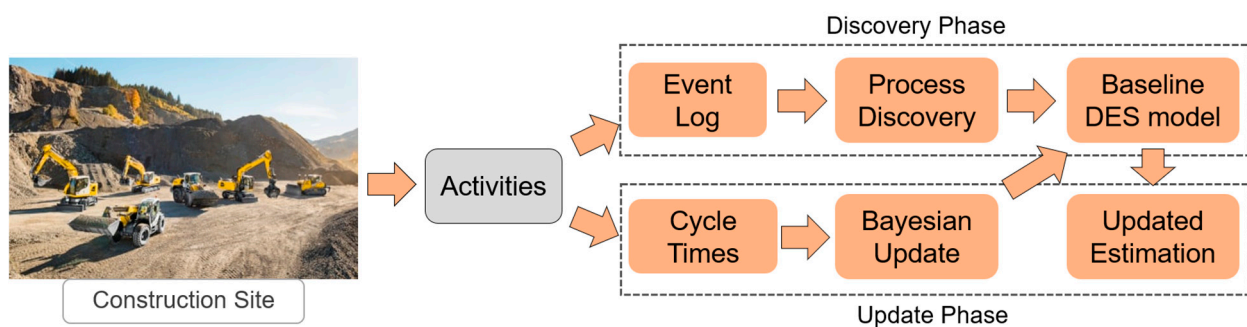 Discovery Phase
Event
Log
Process
Discovery
Baseline
DES model
Activities
Cycle
Times
Bayesian
Update
Updated
Estimation
Construction Site
Update Phase